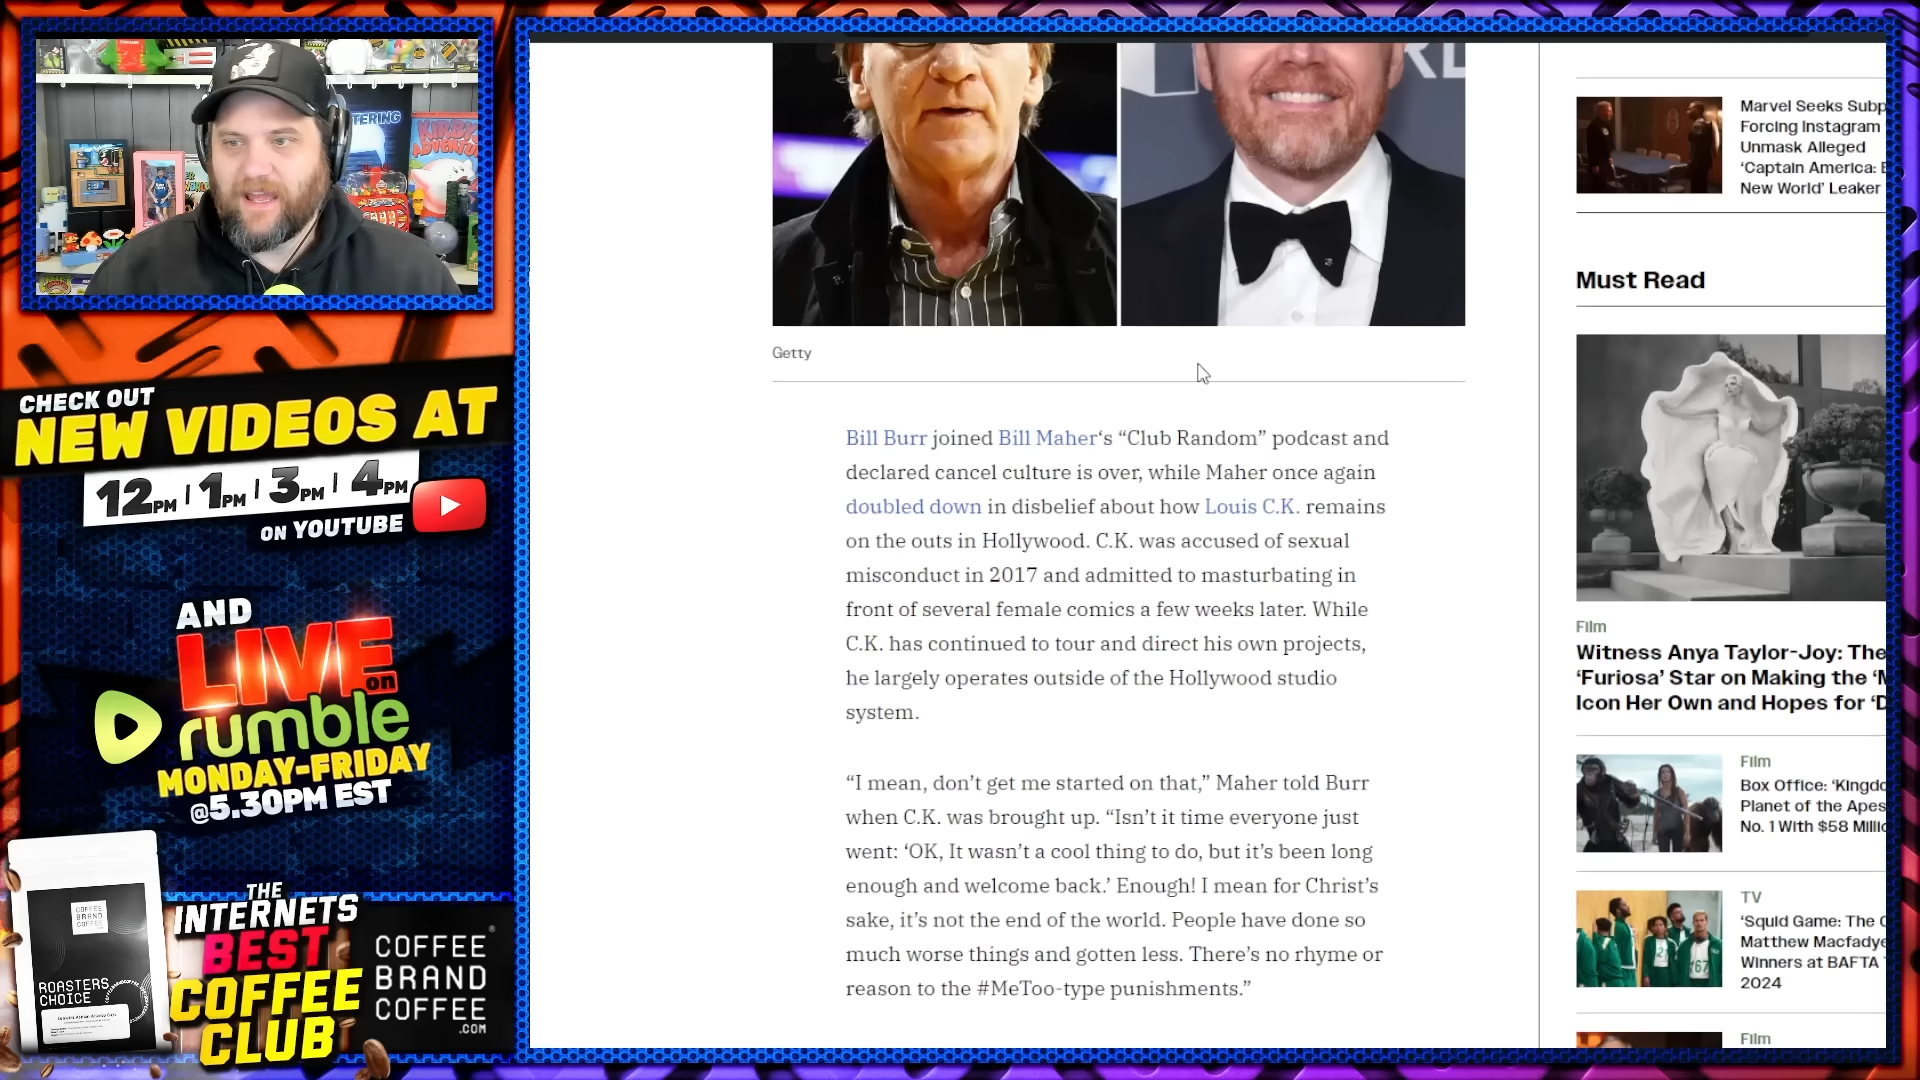 TERING
KIRBY
ADVENTU
CHECK OUT
NEW VIDEOS AT
12PM | 1PM | 3PM | 4PM
ON YOUTUBE
AND
LIVE
on
rumble
MONDAY-FRIDAY
@5.30PM EST
THE
INTERNETS
BEST
COFFEE
CLUB
COFFEE
BRAND
COFFEE
.COM
COFFEE
BRAND
COFFEE
ROASTERS
CHOICE
Getty
Bill Burr joined Bill Maher‘s “Club Random” podcast and
declared cancel culture is over, while Maher once again
doubled down in disbelief about how Louis C.K. remains
on the outs in Hollywood. C.K. was accused of sexual
misconduct in 2017 and admitted to masturbating in
front of several female comics a few weeks later. While
C.K. has continued to tour and direct his own projects,
he largely operates outside of the Hollywood studio
system.
“I mean, don’t get me started on that,” Maher told Burr
when C.K. was brought up. “Isn’t it time everyone just
went: ‘OK, It wasn’t a cool thing to do, but it’s been long
enough and welcome back.’ Enough! I mean for Christ’s
sake, it’s not the end of the world. People have done so
much worse things and gotten less. There’s no rhyme or
reason to the #MeToo-type punishments.”
Marvel Seeks Subp
Forcing Instagram
Unmask Alleged
‘Captain America: B
New World’ Leaker
Must Read
Film
Witness Anya Taylor-Joy: The
‘Furiosa’ Star on Making the ‘M
Icon Her Own and Hopes for ‘D
Film
Box Office: ‘Kingdo
Planet of the Apes
No. 1 With $58 Millio
TV
‘Squid Game: The C
Matthew Macfadye
Winners at BAFTA T
2024
Film